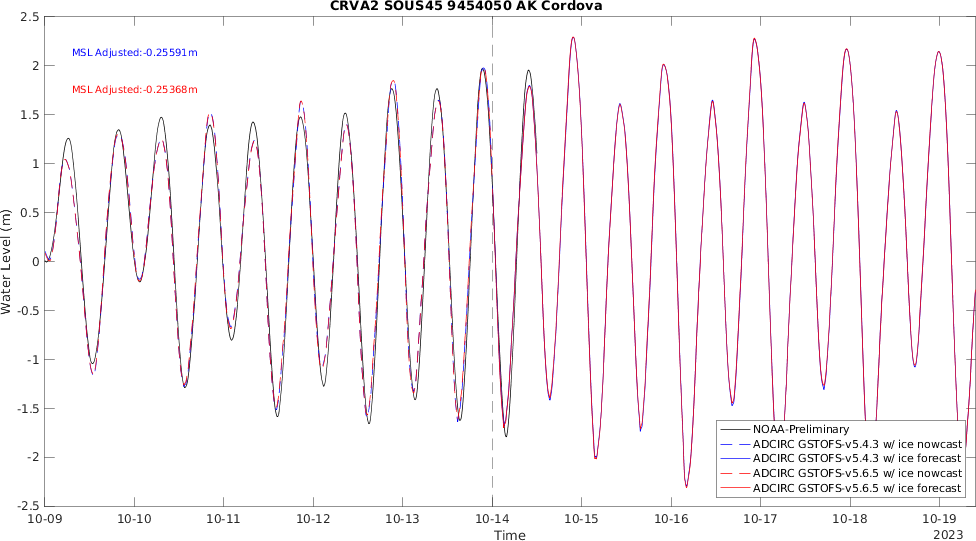 CRVA2 SOUS45 9454050 AK Cordova
MSL Adjusted:-0.25591m
MSL Adjusted:-0.25368m
2.5
2
1.5
1
0.5
0
-0.5
-1
-1.5
-2
-2.5
Water Level (m)
NOAA-Preliminary
ADCIRC GSTOFS-v5.4.3 w/ ice nowcast
ADCIRC GSTOFS-v5.4.3 w/ ice forecast
ADCIRC GSTOFS-v5.6.5 w/ ice nowcast
ADCIRC GSTOFS-v5.6.5 w/ ice forecast
10-09 10-10 10-11 10-12 10-13 10-14 10-15 10-16 10-17 10-18 10-19
Time
2023